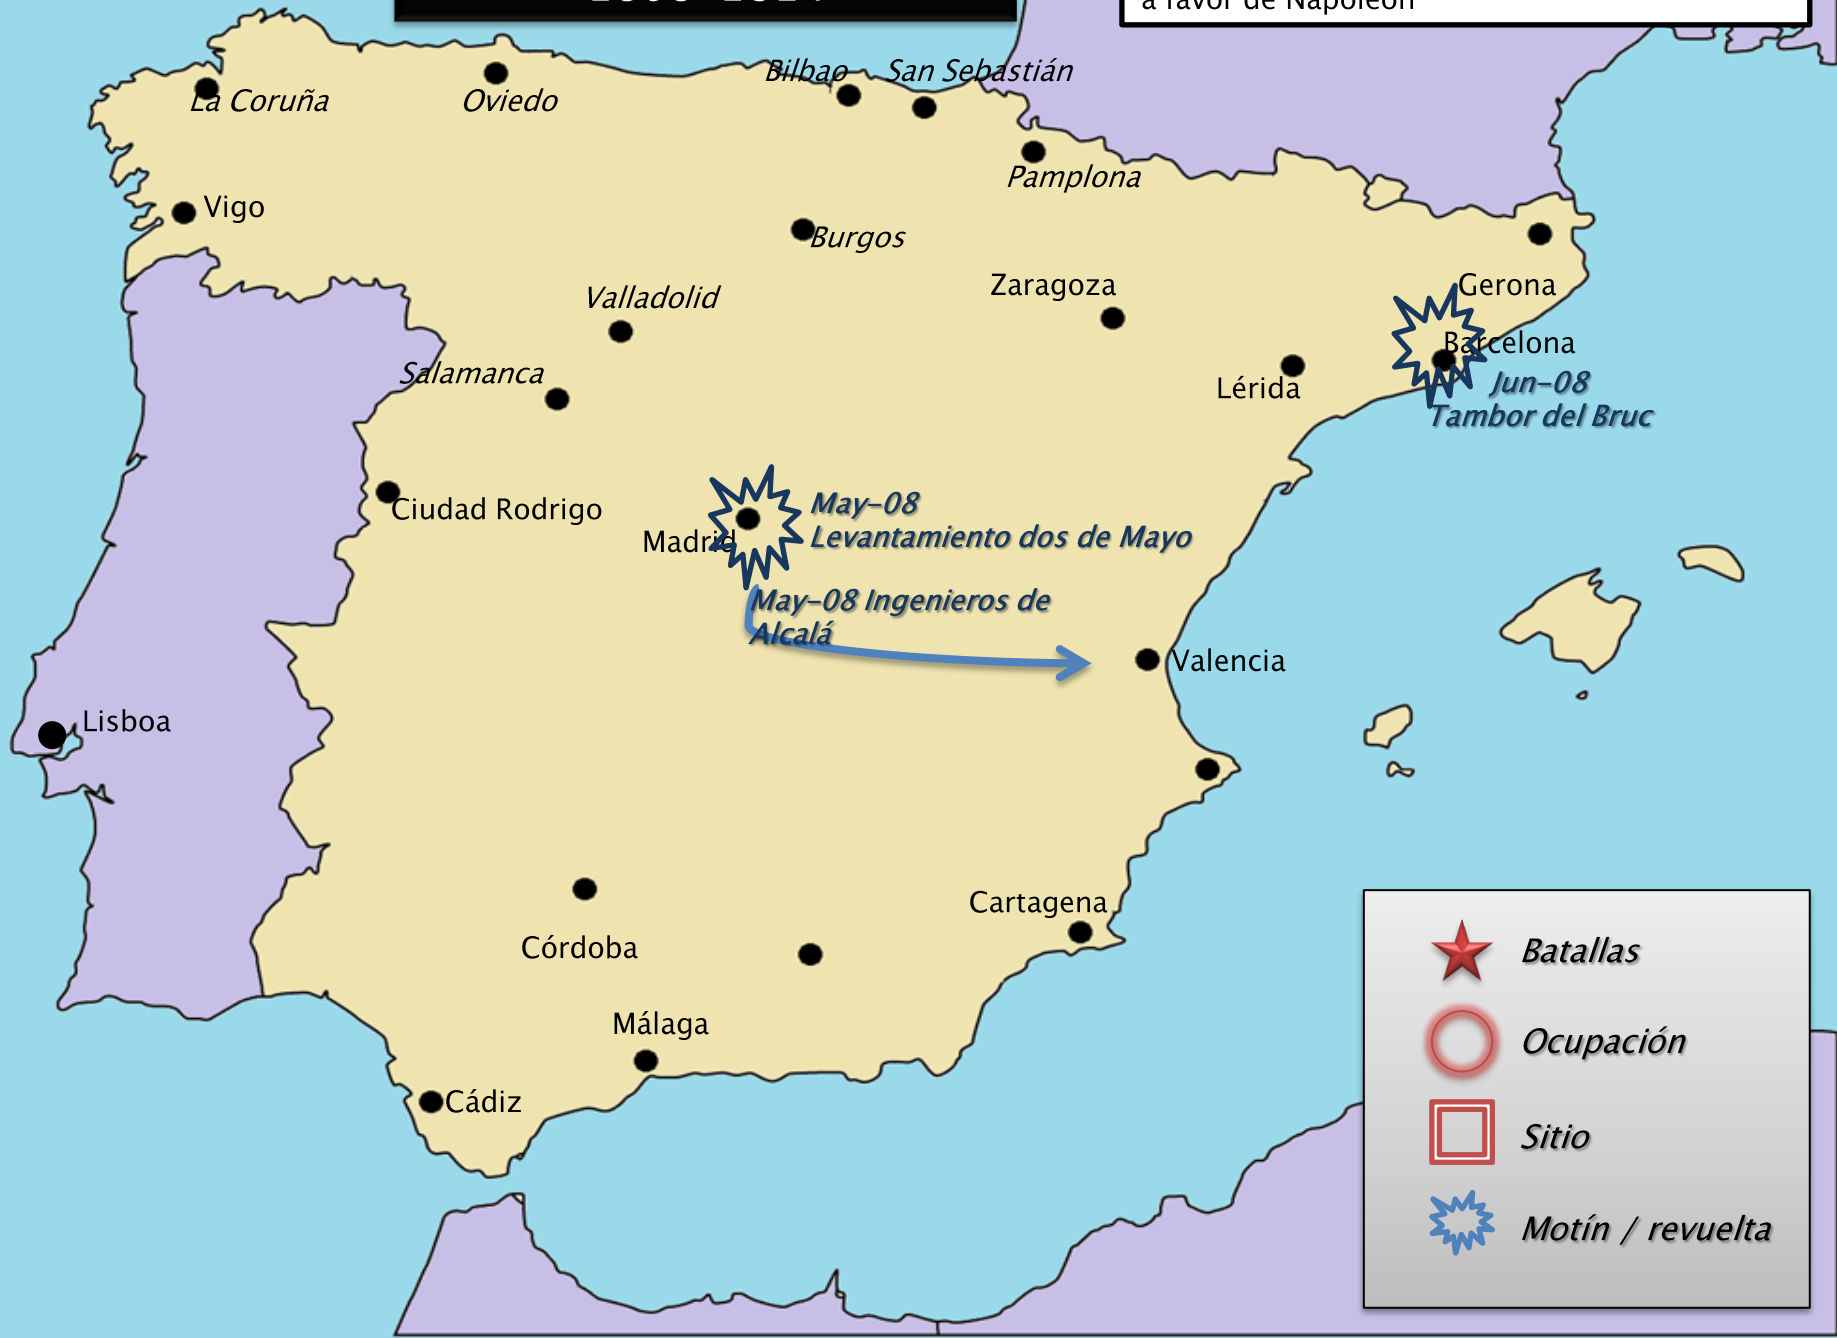 a favor de Napoleón
Bilbao
San Sebastián
La Coruña
Oviedo
Pamplona
Vigo
Burgos
Zaragoza
Gerona
Valladolid
Barcelona
Salamanca
Lérida
Jun-08
Tambor del Bruc
Ciudad Rodrigo
May-08
Levantamiento dos de Mayo
Madrid
May-08 Ingenieros de
Alcalá
Valencia
Lisboa
Cartagena
Córdoba
Málaga
Cádiz
Batallas
Ocupación
Sitio
Motín / revuelta